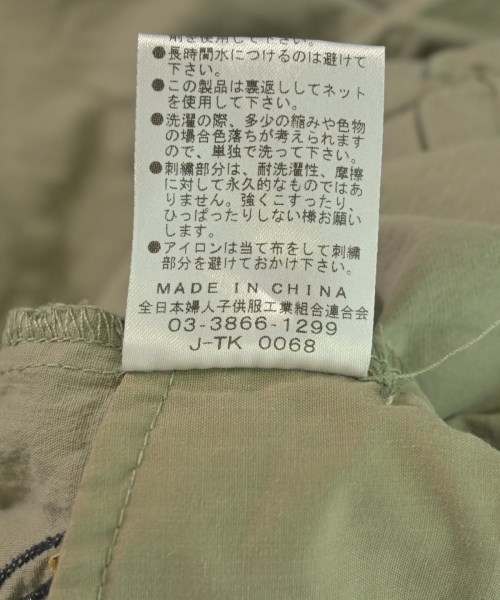 剤を使用して下さい。
●長時間水につけるのは避けて
下さい。
●この製品は裏返ししてネット
を使用して下さい。
●洗濯の際、多少の縮みや色物
の場合色落ちが考えられます
ので、単独で洗って下さい。
●刺繍部分は、耐洗濯性、摩擦
に対して永久的なものではあ
りません。強くこすったり、
ひっぱったりしない様お願い
します。
●アイロンは当て布をして刺繍
部分を避けておかけ下さい。
MADE IN CHINA
全日本婦人子供服工業組合連合会
03-3866-1299
J-TK 0068